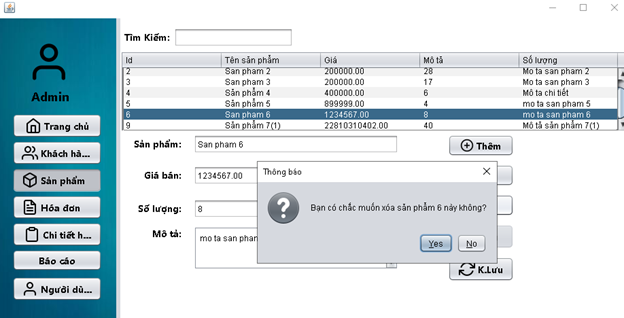 Tìm Kiếm:
Id Tên sản phẩm Giá Mô tả Số lượng
2 San pham 2 200000.00 28 Mo ta san pham 2
3 San pham 3 200000.00 17 Mo ta san pham 3
4 Sản phẩm 4 400000.00 6 Mô tả chi tiết
5 Sản phẩm 5 899999.00 4 mo ta san pham 5
6 San pham 6 1234567.00 8 mo ta san pham 6
9 Sản phẩm 7(1) 22810310402.00 40 Mô tả sản phẩm 7(1)
Admin
Trang chủ
Khách hà...
Sản phẩm
Hóa đơn
Chi tiết h...
Báo cáo
Người dù...
Sản phẩm: San pham 6
Thêm
Giá bán: 1234567.00
Số lượng: 8
Mô tả: mo ta san pham
K.Lưu
Thông báo
Bạn có chắc muốn xóa sản phẩm 6 này không?
Yes No